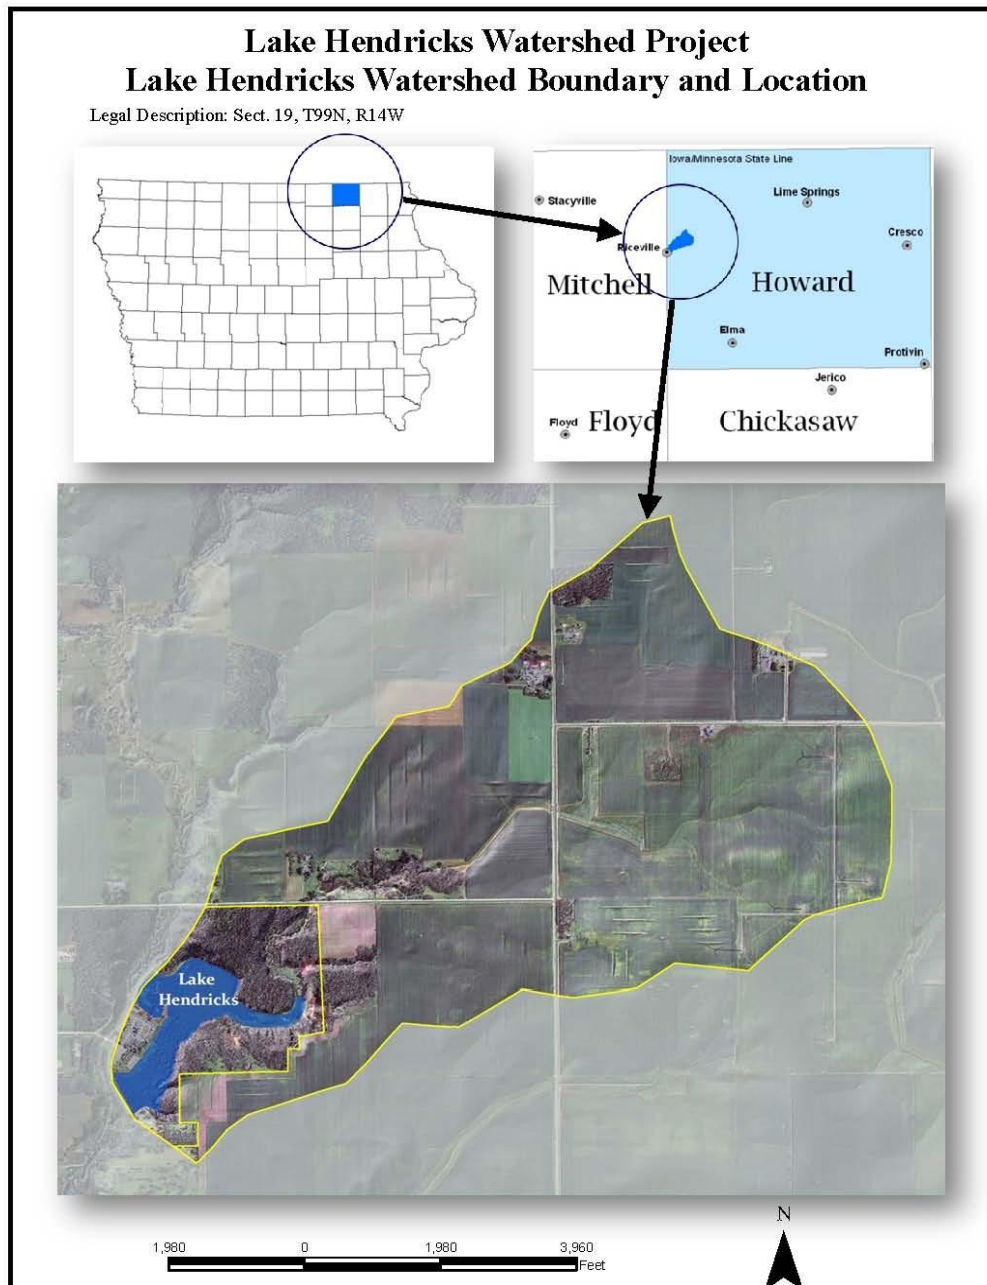 Lake Hendricks Watershed Project
Lake Hendricks Watershed Boundary and Location
Legal Description: Sect. 19, T99N, R14W
Iowa/Minnesota State Line
Stacyville
Lime Springs
Riceville
Cresco
Mitchell
Howard
Elma
Protivin
Jerico
Floyd
Floyd
Chickasaw
Lake
Hendricks
N
1,980
0
1,980
3,960
Feet